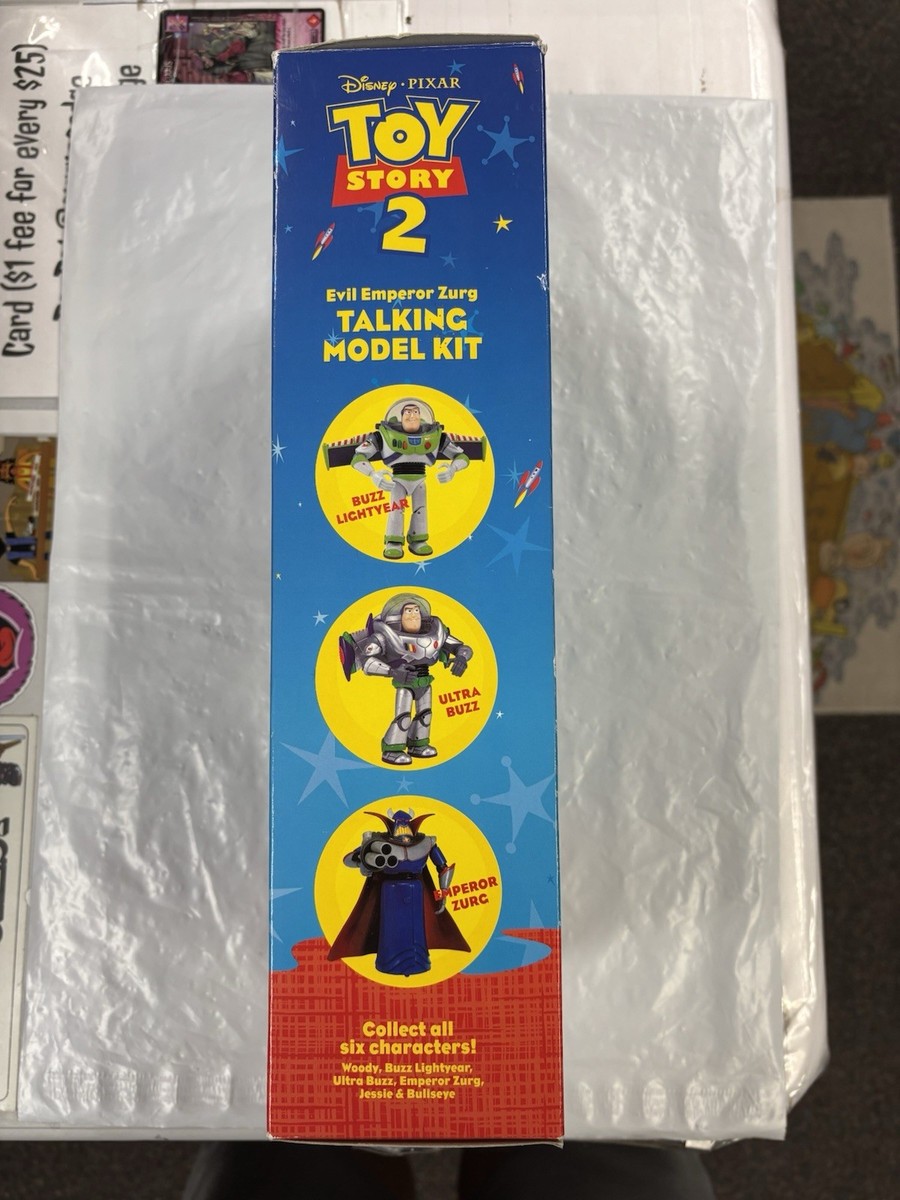 Disney · PIXAR
TOY
STORY
2
Evil Emperor Zurg
TALKING
MODEL KIT
BUZZ
LIGHTYEAR
ULTRA
BUZZ
EMPEROR
ZURG
Collect all
six characters!
Woody, Buzz Lightyear,
Ultra Buzz, Emperor Zurg,
Jessie & Bullseye
Card ($1 fee for every $25)